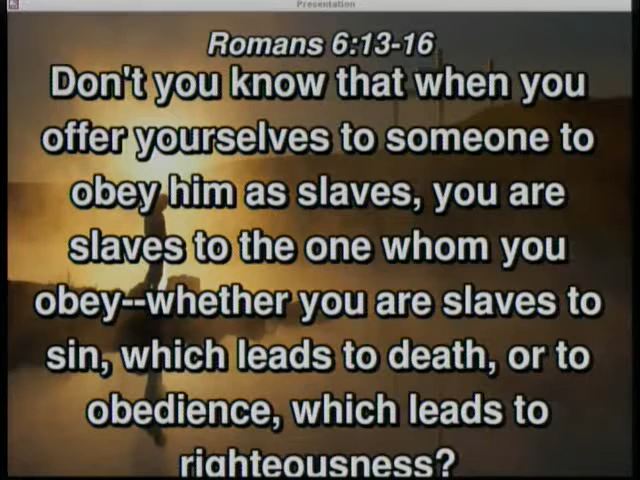 Presentation
Romans 6:13-16
Don't you know that when you
offer yourselves to someone to
obey him as slaves, you are
slaves to the one whom you
obey--whether you are slaves to
sin, which leads to death, or to
obedience, which leads to
righteousness?